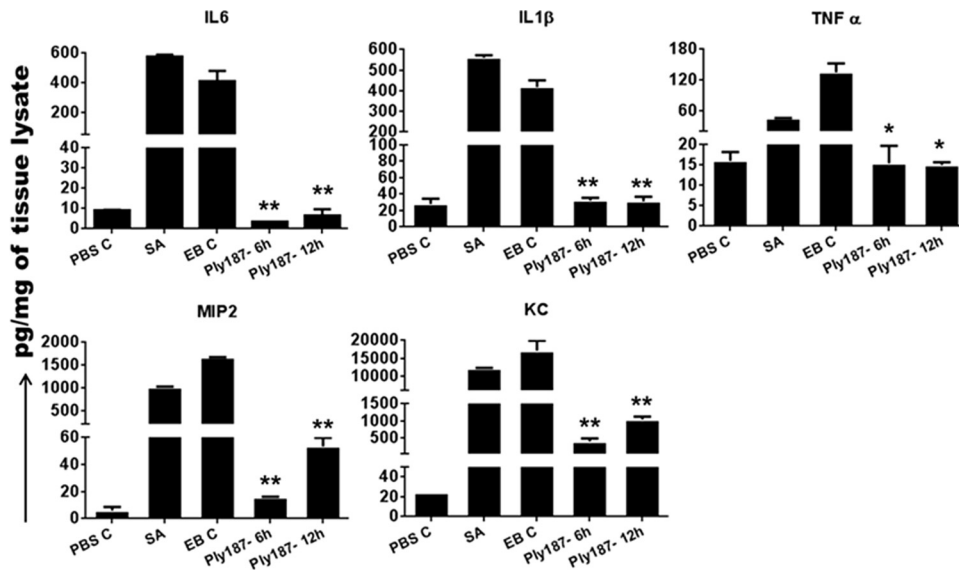 IL6
600
400
200
40
30
20
10
0
**
**
PBS C
SA
EB C
Ply187- 6h
Ply187- 12h
IL1β
600
500
400
300
200
100
80
60
40
20
0
**
**
PBS C
SA
EB C
Ply187- 6h
Ply187- 12h
TNF α
180
120
60
20
15
10
5
0
*
*
PBS C
SA
EB C
Ply187- 6h
Ply187- 12h
pg/mg of tissue lysate
MIP2
2000
1500
1000
500
60
40
20
0
**
**
PBS C
SA
EB C
Ply187- 6h
Ply187- 12h
KC
20000
15000
10000
1500
1000
500
40
20
0
**
**
PBS C
SA
EB C
Ply187- 6h
Ply187- 12h